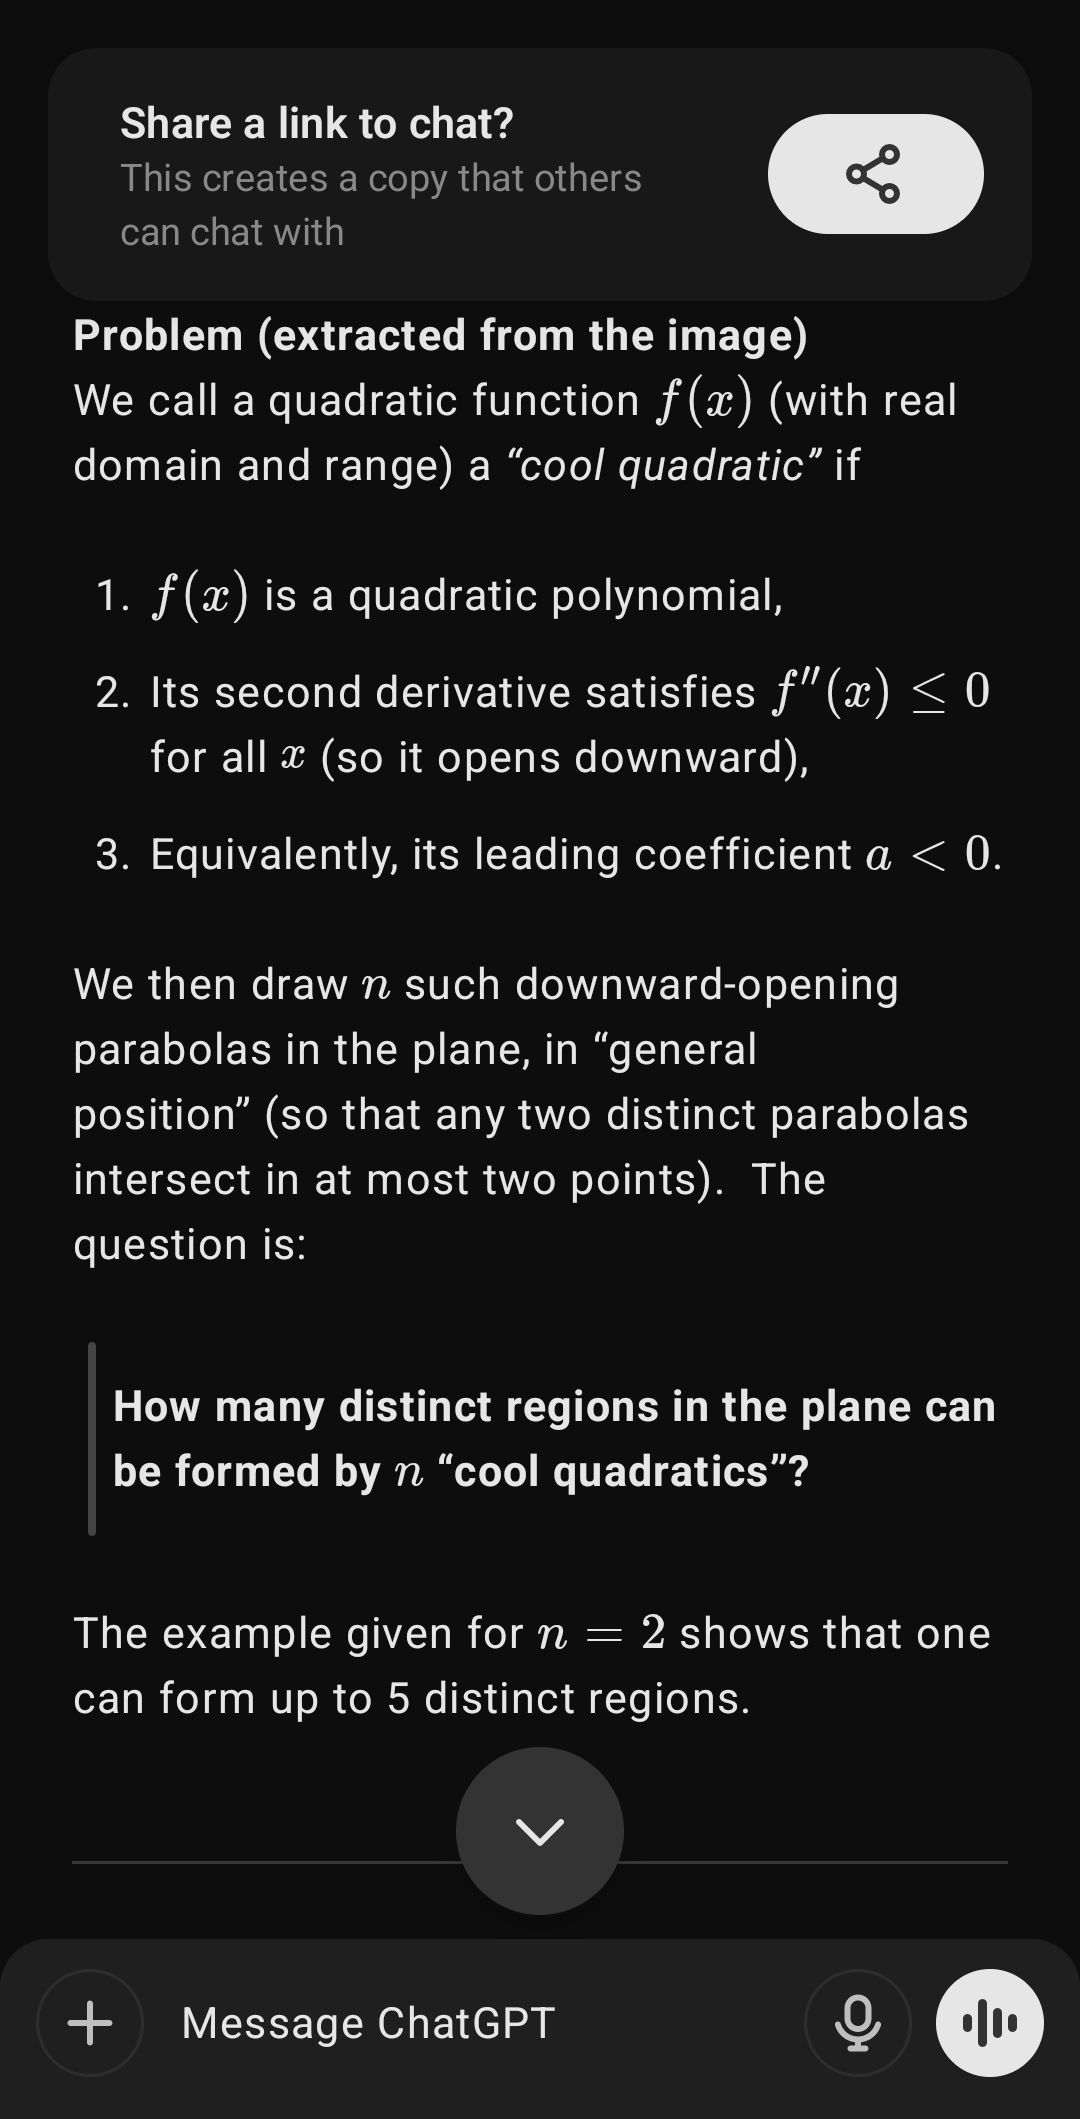 Share a link to chat?
This creates a copy that others
can chat with
Problem (extracted from the image)
We call a quadratic function f(x) (with real
domain and range) a “cool quadratic” if
1. f(x) is a quadratic polynomial,
2. Its second derivative satisfies f″(x) ≤ 0
for all x (so it opens downward),
3. Equivalently, its leading coefficient a < 0.
We then draw n such downward-opening
parabolas in the plane, in “general
position” (so that any two distinct parabolas
intersect in at most two points). The
question is:
How many distinct regions in the plane can
be formed by n “cool quadratics”?
The example given for n = 2 shows that one
can form up to 5 distinct regions.
Message ChatGPT